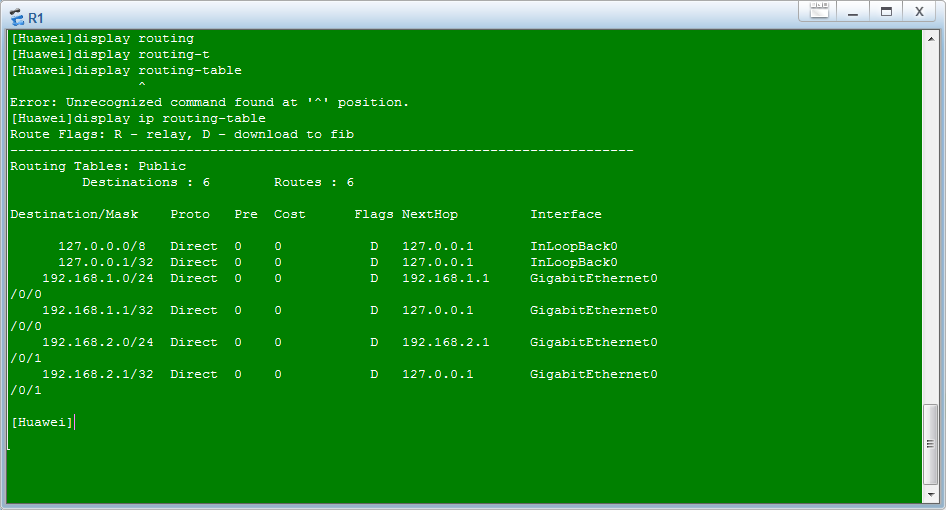 R1
[Huawei]display routing
[Huawei]display routing-t
[Huawei]display routing-table
^
Error: Unrecognized command found at '^' position.
[Huawei]display ip routing-table
Route Flags: R - relay, D - download to fib
------------------------------------------------------------------------------
Routing Tables: Public
         Destinations : 6        Routes : 6

Destination/Mask    Proto   Pre  Cost      Flags NextHop         Interface

      127.0.0.0/8   Direct  0    0           D   127.0.0.1       InLoopBack0
      127.0.0.1/32  Direct  0    0           D   127.0.0.1       InLoopBack0
    192.168.1.0/24  Direct  0    0           D   192.168.1.1     GigabitEthernet0
/0/0
    192.168.1.1/32  Direct  0    0           D   127.0.0.1       GigabitEthernet0
/0/0
    192.168.2.0/24  Direct  0    0           D   192.168.2.1     GigabitEthernet0
/0/1
    192.168.2.1/32  Direct  0    0           D   127.0.0.1       GigabitEthernet0
/0/1

[Huawei]